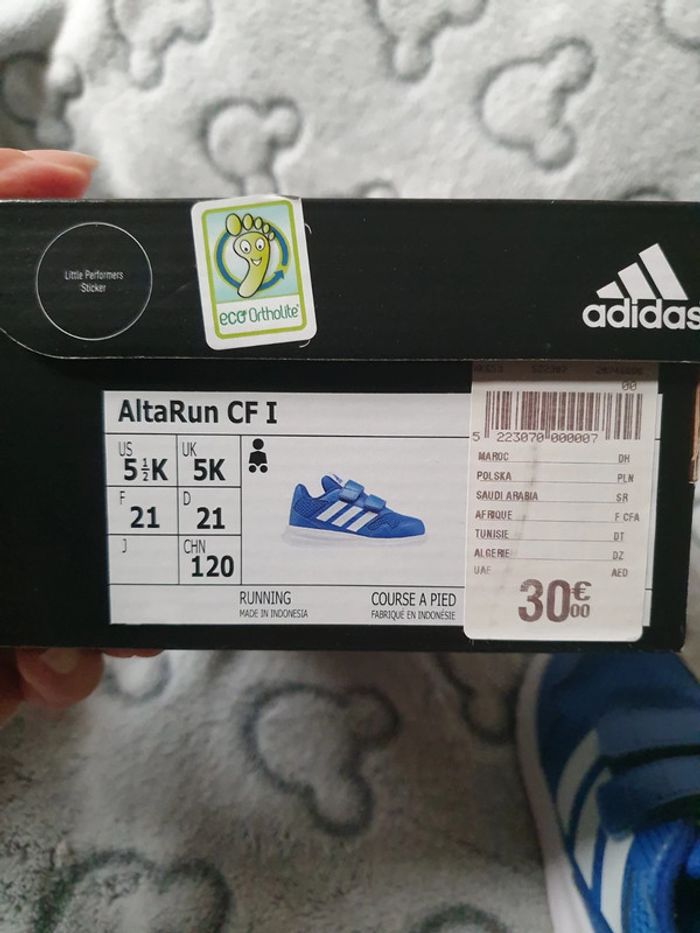 Little Performers
Sticker
eco Ortholite®
adidas
AltaRun CF I
US
5½K
UK
5K
F
21
D
21
J
CHN
120
RUNNING
MADE IN INDONESIA
COURSE A PIED
FABRIQUÉ EN INDONÉSIE
00
5 223070 000007
MAROC DH
POLSKA PLN
SAUDI ARABIA SR
AFRIQUE F CFA
TUNISIE DT
ALGERIE DZ
UAE AED
30€00